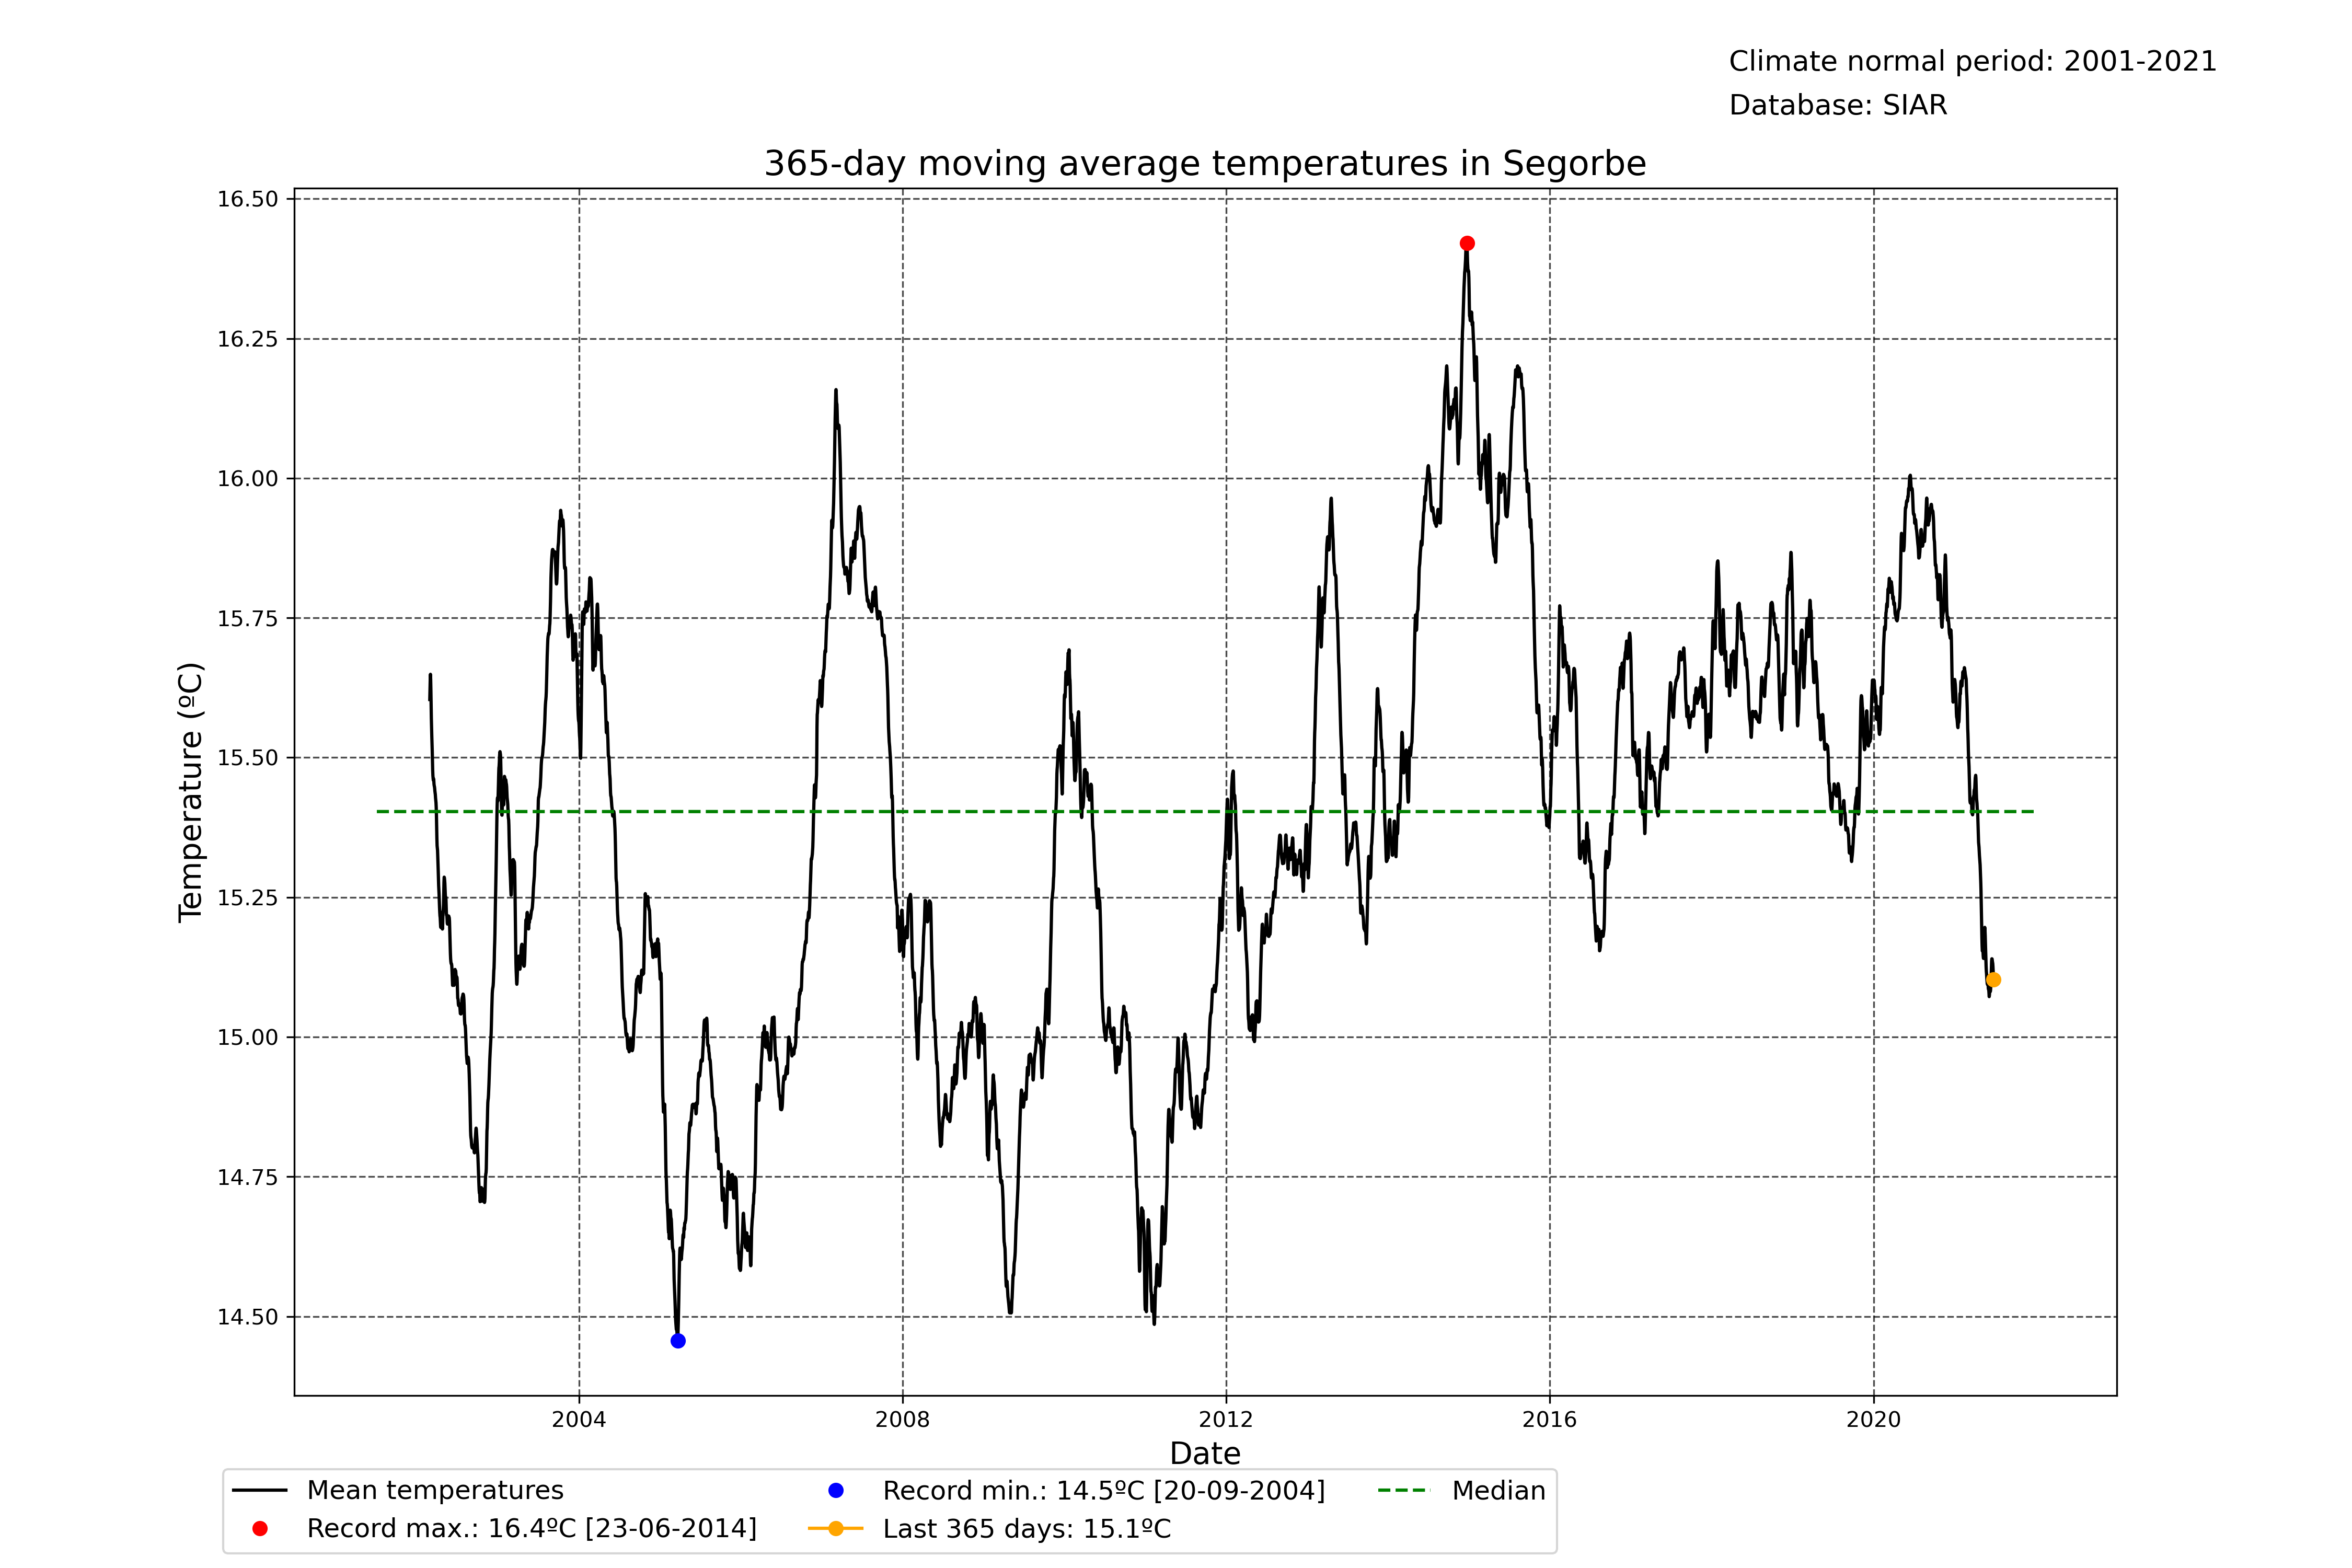 Climate normal period: 2001-2021
Database: SIAR
365-day moving average temperatures in Segorbe
16.50
16.25
16.00
15.75
15.50
15.25
15.00
14.75
14.50
Temperature (ºC)
2004
2008
2012
2016
2020
Date
Mean temperatures
Record max.: 16.4ºC [23-06-2014]
Record min.: 14.5ºC [20-09-2004]
Last 365 days: 15.1ºC
Median